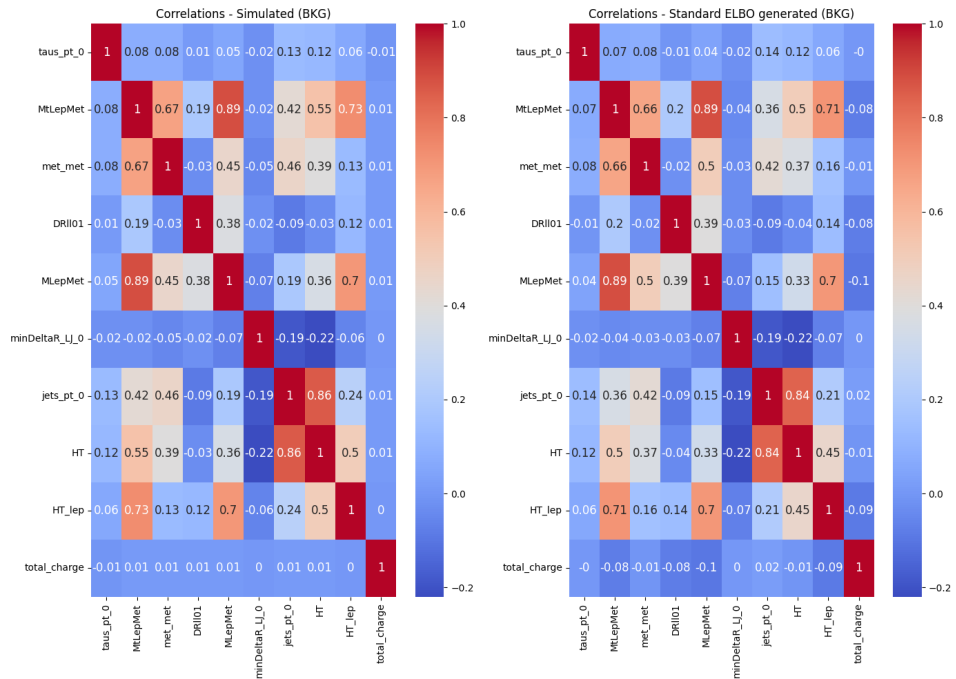 Correlations - Simulated (BKG)
taus_pt_0 1 0.08 0.08 0.01 0.05 -0.02 0.13 0.12 0.06 -0.01
MtLepMet 0.08 1 0.67 0.19 0.89 -0.02 0.42 0.55 0.73 0.01
met_met 0.08 0.67 1 -0.03 0.45 -0.05 0.46 0.39 0.13 0.01
DRll01 0.01 0.19 -0.03 1 0.38 -0.02 -0.09 -0.03 0.12 0.01
MLepMet 0.05 0.89 0.45 0.38 1 -0.07 0.19 0.36 0.7 0.01
minDeltaR_LJ_0 -0.02 -0.02 -0.05 -0.02 -0.07 1 -0.19 -0.22 -0.06 0
jets_pt_0 0.13 0.42 0.46 -0.09 0.19 -0.19 1 0.86 0.24 0.01
HT 0.12 0.55 0.39 -0.03 0.36 -0.22 0.86 1 0.5 0.01
HT_lep 0.06 0.73 0.13 0.12 0.7 -0.06 0.24 0.5 1 0
total_charge -0.01 0.01 0.01 0.01 0.01 0 0.01 0.01 0 1
taus_pt_0
MtLepMet
met_met
DRll01
MLepMet
minDeltaR_LJ_0
jets_pt_0
HT
HT_lep
total_charge
1.0
0.8
0.6
0.4
0.2
0.0
−0.2
Correlations - Standard ELBO generated (BKG)
taus_pt_0 1 0.07 0.08 -0.01 0.04 -0.02 0.14 0.12 0.06 -0
MtLepMet 0.07 1 0.66 0.2 0.89 -0.04 0.36 0.5 0.71 -0.08
met_met 0.08 0.66 1 -0.02 0.5 -0.03 0.42 0.37 0.16 -0.01
DRll01 -0.01 0.2 -0.02 1 0.39 -0.03 -0.09 -0.04 0.14 -0.08
MLepMet 0.04 0.89 0.5 0.39 1 -0.07 0.15 0.33 0.7 -0.1
minDeltaR_LJ_0 -0.02 -0.04 -0.03 -0.03 -0.07 1 -0.19 -0.22 -0.07 0
jets_pt_0 0.14 0.36 0.42 -0.09 0.15 -0.19 1 0.84 0.21 0.02
HT 0.12 0.5 0.37 -0.04 0.33 -0.22 0.84 1 0.45 -0.01
HT_lep 0.06 0.71 0.16 0.14 0.7 -0.07 0.21 0.45 1 -0.09
total_charge -0 -0.08 -0.01 -0.08 -0.1 0 0.02 -0.01 -0.09 1
taus_pt_0
MtLepMet
met_met
DRll01
MLepMet
minDeltaR_LJ_0
jets_pt_0
HT
HT_lep
total_charge
1.0
0.8
0.6
0.4
0.2
0.0
−0.2